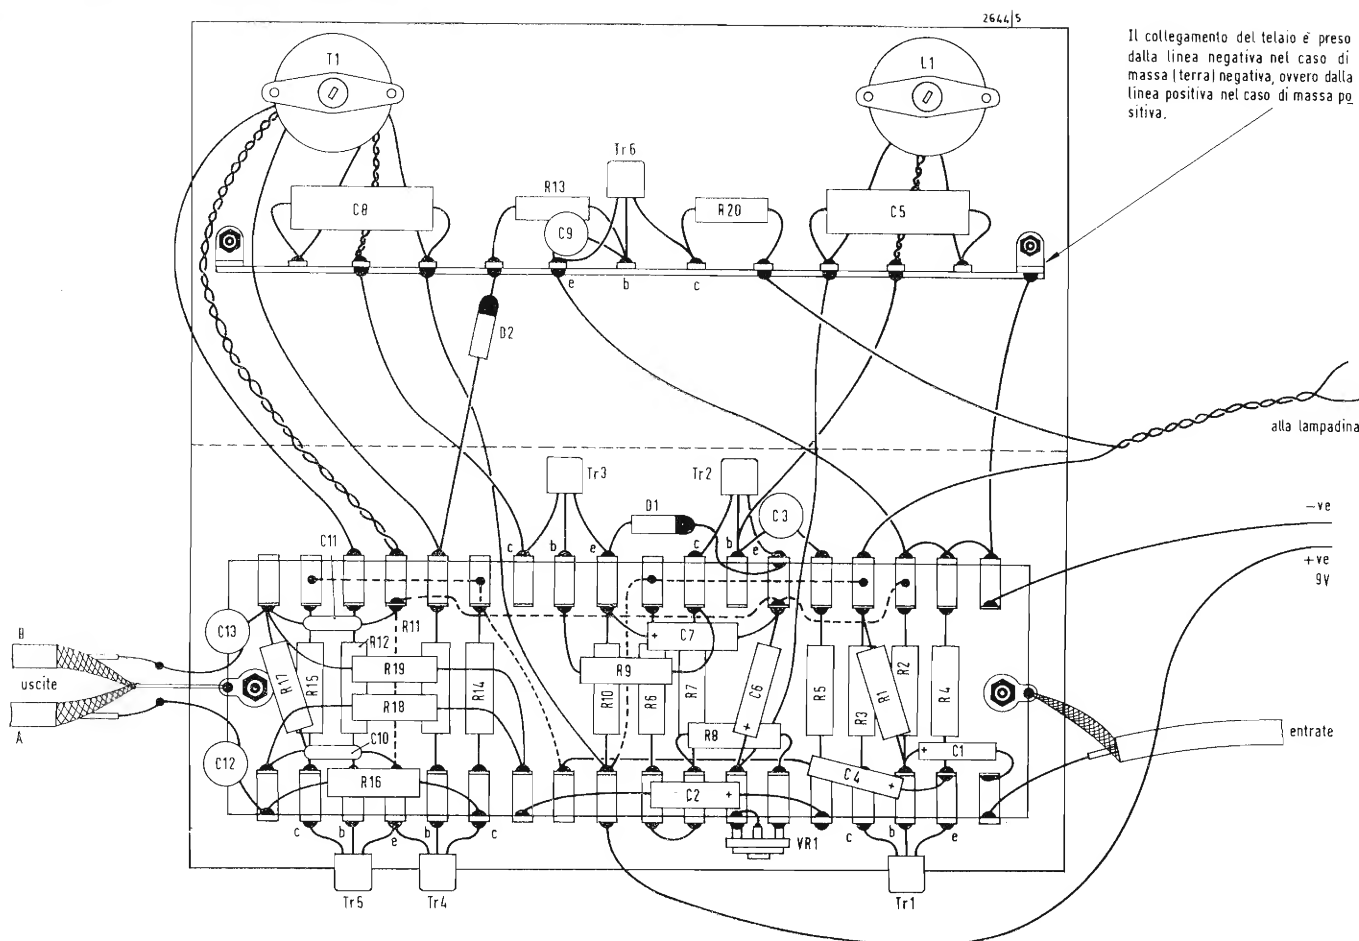 2644/5
Il collegamento del telaio è preso
dalla linea negativa nel caso di
massa (terra) negativa, ovvero dalla
linea positiva nel caso di massa po
sitiva.
T1
L1
Tr6
R13
C8
C9
R20
C5
e
b
c
D2
alla lampadina
Tr3
Tr2
D1
C3
c
b
e
c
b
e
-ve
+ve
9V
C11
C13
R11
R12
C7
B
uscite
A
R17
R15
R19
R14
R9
R10
R6
R7
C6
R5
R3
R1
R2
R4
R18
C10
R8
C1
C12
R16
C4
C2
entrate
c
b
e
b
c
VR1
c
b
e
Tr5
Tr4
Tr1